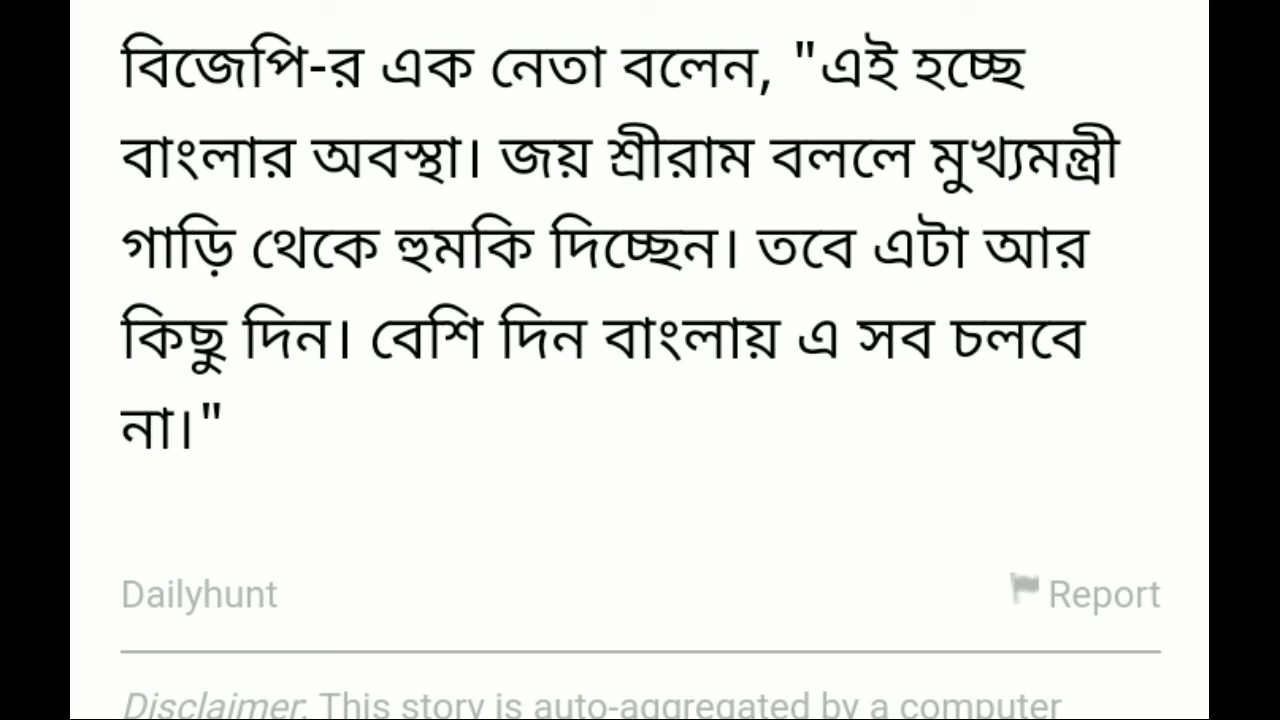 বিজেপি-র এক নেতা বলেন, "এই হচ্ছে
বাংলার অবস্থা। জয় শ্রীরাম বললে মুখ্যমন্ত্রী
গাড়ি থেকে হুমকি দিচ্ছেন। তবে এটা আর
কিছু দিন। বেশি দিন বাংলায় এ সব চলবে
না।"
Dailyhunt
Report
Disclaimer: This story is auto-aggregated by a computer